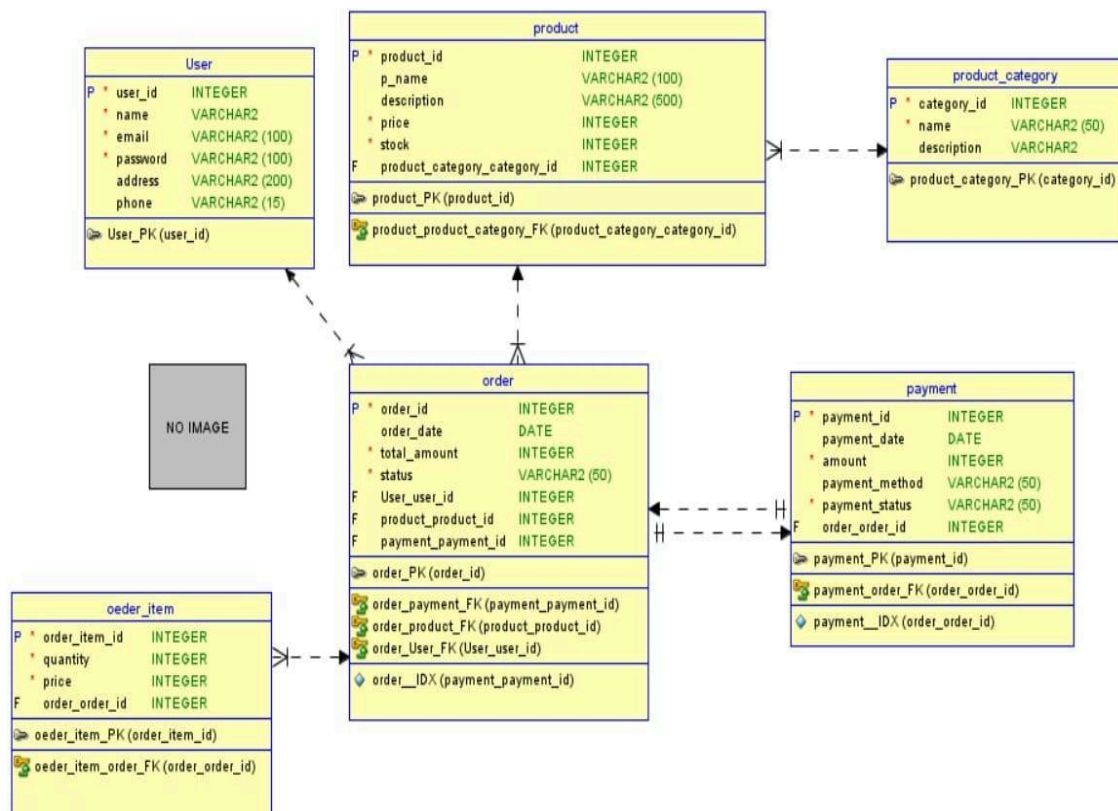 User
P * user_id INTEGER
* name VARCHAR2
* email VARCHAR2 (100)
* password VARCHAR2 (100)
address VARCHAR2 (200)
phone VARCHAR2 (15)
User_PK (user_id)
product
P * product_id INTEGER
p_name VARCHAR2 (100)
description VARCHAR2 (500)
* price INTEGER
* stock INTEGER
F product_category_category_id INTEGER
product_PK (product_id)
product_product_category_FK (product_category_category_id)
product_category
P * category_id INTEGER
* name VARCHAR2 (50)
description VARCHAR2
product_category_PK (category_id)
NO IMAGE
order
P * order_id INTEGER
order_date DATE
* total_amount INTEGER
* status VARCHAR2 (50)
F User_user_id INTEGER
F product_product_id INTEGER
F payment_payment_id INTEGER
order_PK (order_id)
order_payment_FK (payment_payment_id)
order_product_FK (product_product_id)
order_User_FK (User_user_id)
order__IDX (payment_payment_id)
payment
P * payment_id INTEGER
payment_date DATE
* amount INTEGER
payment_method VARCHAR2 (50)
* payment_status VARCHAR2 (50)
F order_order_id INTEGER
payment_PK (payment_id)
payment_order_FK (order_order_id)
payment__IDX (order_order_id)
oeder_item
P * order_item_id INTEGER
* quantity INTEGER
* price INTEGER
F order_order_id INTEGER
oeder_item_PK (order_item_id)
oeder_item_order_FK (order_order_id)